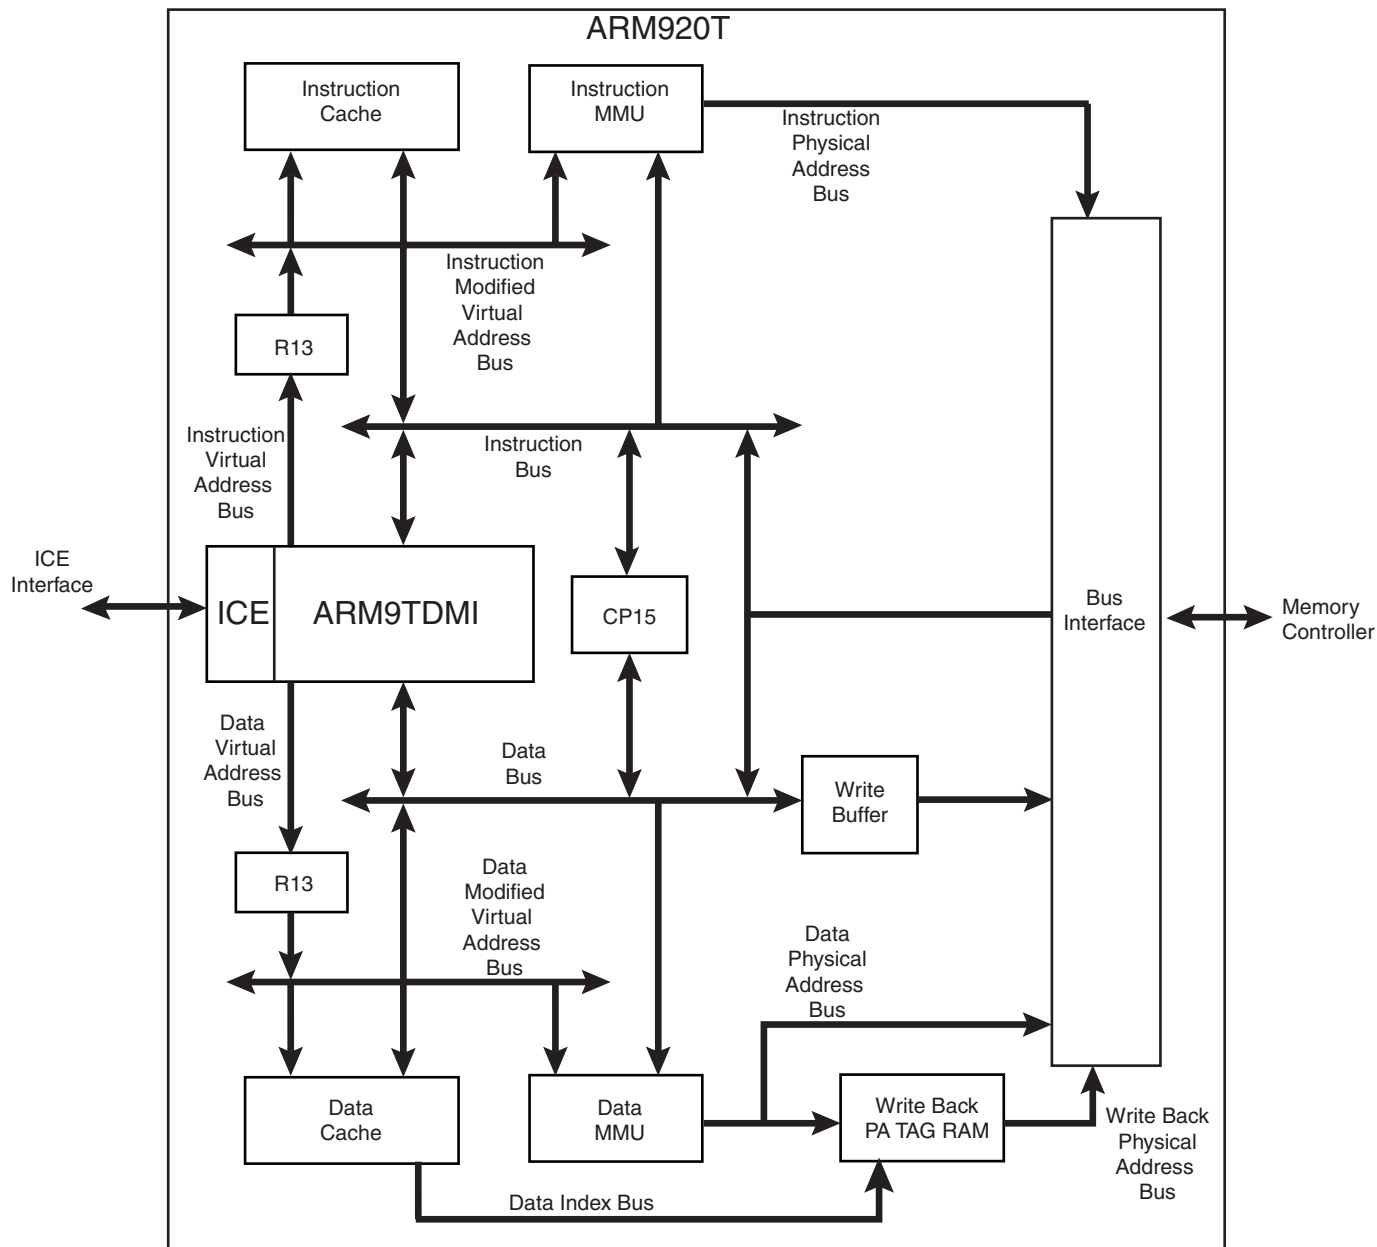 ARM920T
Instruction
Cache
Instruction
MMU
Instruction
Physical
Address
Bus
Instruction
Modified
Virtual
Address
Bus
R13
Instruction
Virtual
Address
Bus
Instruction
Bus
ICE
Interface
ICE
ARM9TDMI
CP15
Bus
Interface
Memory
Controller
Data
Virtual
Address
Bus
Data
Bus
Write
Buffer
R13
Data
Modified
Virtual
Address
Bus
Data
Physical
Address
Bus
Data
Cache
Data
MMU
Write Back
PA TAG RAM
Write Back
Physical
Address
Bus
Data Index Bus